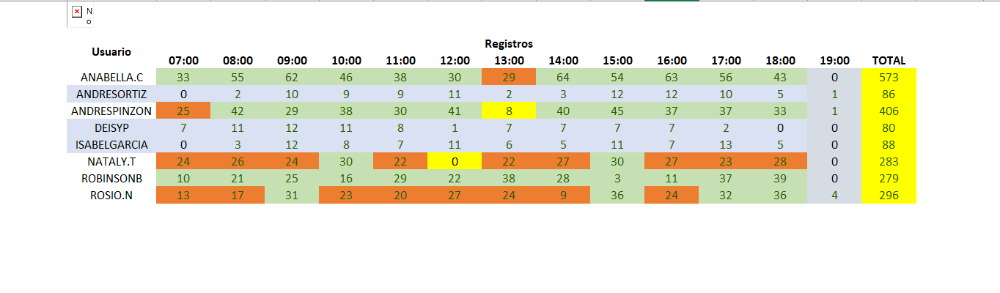 N
o
Registros
Usuario
07:00 08:00 09:00 10:00 11:00 12:00 13:00 14:00 15:00 16:00 17:00 18:00 19:00 TOTAL
ANABELLA.C 33 55 62 46 38 30 29 64 54 63 56 43 0 573
ANDRESORTIZ 0 2 10 9 9 11 2 3 12 12 10 5 1 86
ANDRESPINZON 25 42 29 38 30 41 8 40 45 37 37 33 1 406
DEISYP 7 11 12 11 8 1 7 7 7 7 2 0 0 80
ISABELGARCIA 0 3 12 8 7 11 6 5 11 7 13 5 0 88
NATALY.T 24 26 24 30 22 0 22 27 30 27 23 28 0 283
ROBINSONB 10 21 25 16 29 22 38 28 3 11 37 39 0 279
ROSIO.N 13 17 31 23 20 27 24 9 36 24 32 36 4 296